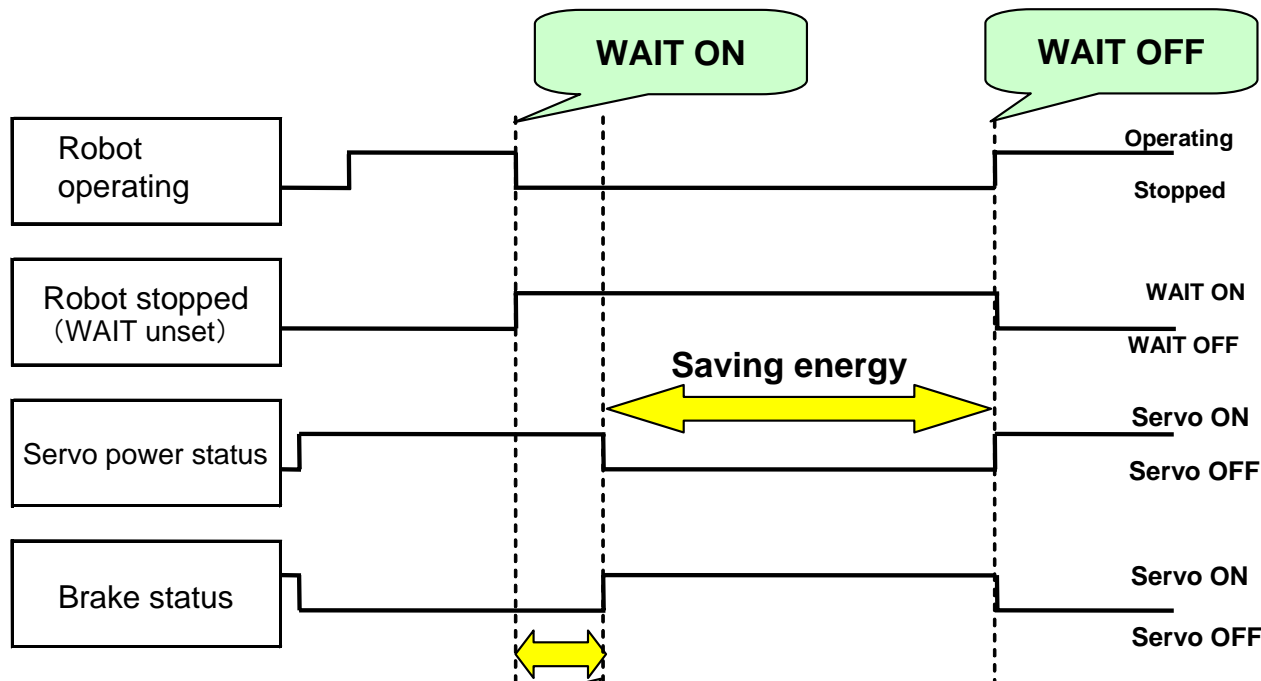 WAIT ON
WAIT OFF
Robot
operating
Operating
Stopped
Robot stopped
（WAIT unset）
WAIT ON
WAIT OFF
Saving energy
Servo power status
Servo ON
Servo OFF
Brake status
Servo ON
Servo OFF